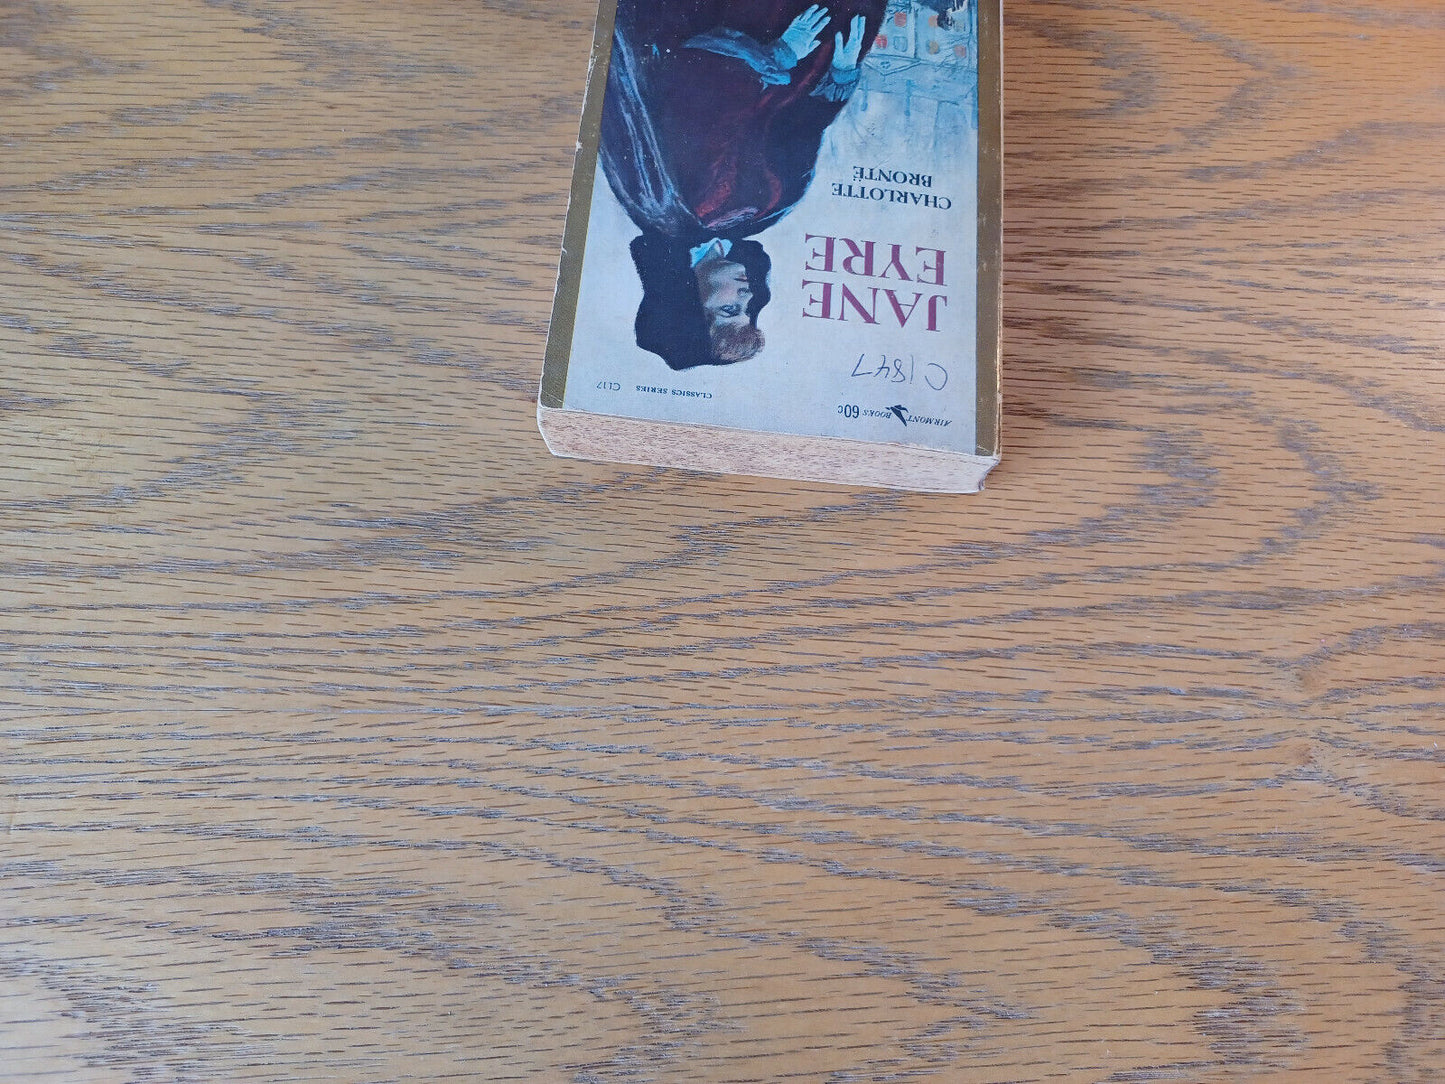 AIRMONT BOOKS 60c
CLASSICS SERIES CL17
C1847
JANE
EYRE
CHARLOTTE
BRONTË